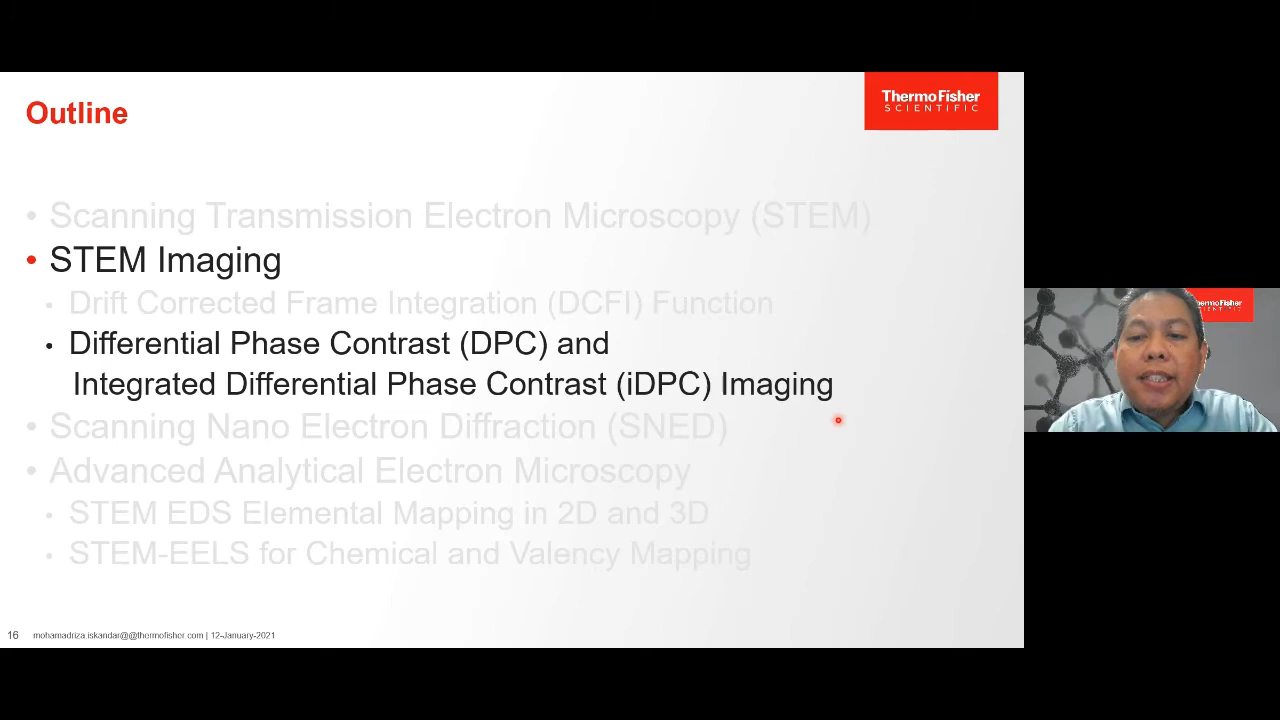 Outline
ThermoFisher
SCIENTIFIC
• Scanning Transmission Electron Microscopy (STEM)
• STEM Imaging
• Drift Corrected Frame Integration (DCFI) Function
• Differential Phase Contrast (DPC) and
Integrated Differential Phase Contrast (iDPC) Imaging
• Scanning Nano Electron Diffraction (SNED)
• Advanced Analytical Electron Microscopy
• STEM EDS Elemental Mapping in 2D and 3D
• STEM-EELS for Chemical and Valency Mapping
16 mohamadriza.iskandar@@thermofisher.com | 12-January-2021